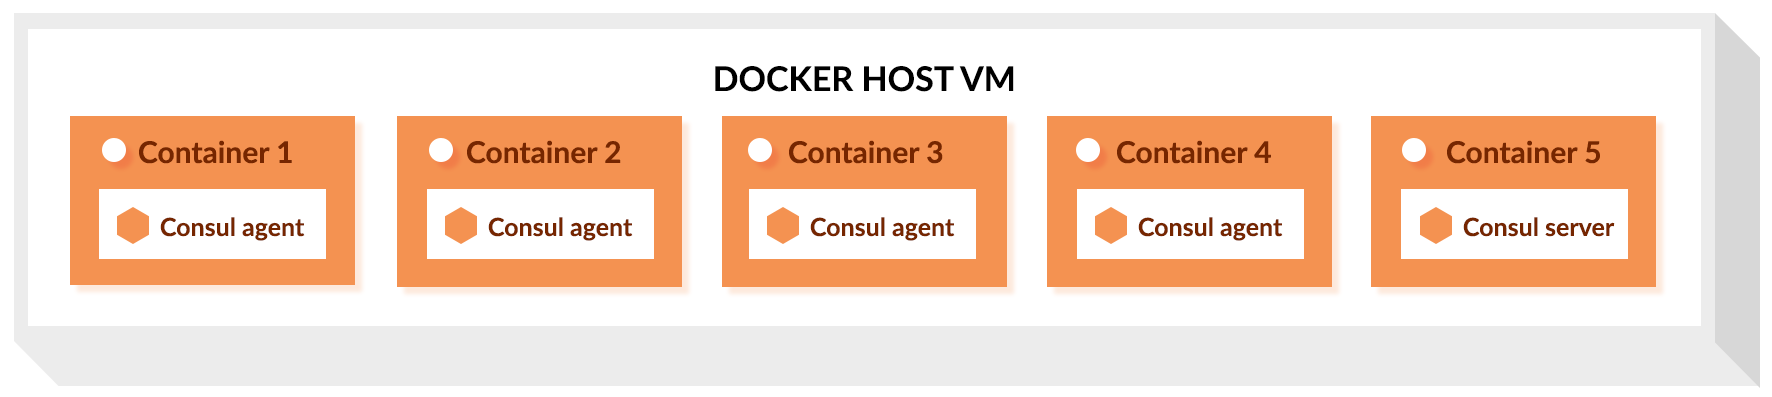 DOCKER HOST VM
Container 1
Consul agent
Container 2
Consul agent
Container 3
Consul agent
Container 4
Consul agent
Container 5
Consul server